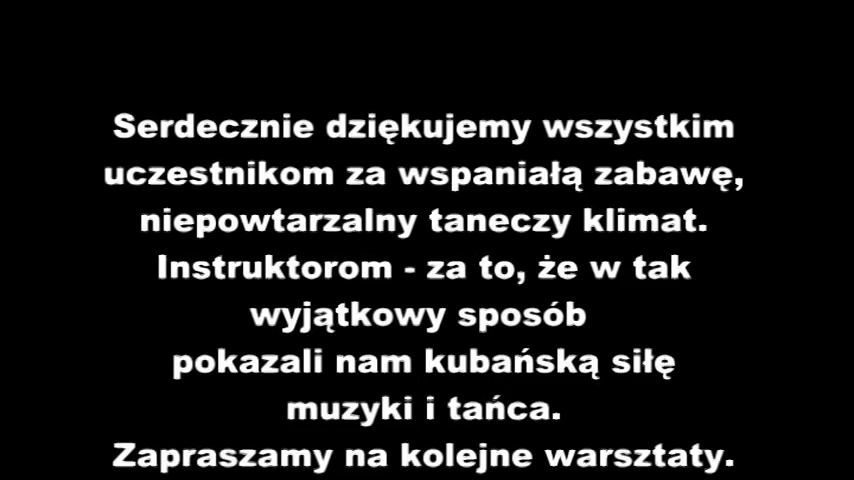 Serdecznie dziękujemy wszystkim
uczestnikom za wspaniałą zabawę,
niepowtarzalny taneczy klimat.
Instruktorom - za to, że w tak
wyjątkowy sposób
pokazali nam kubańską siłę
muzyki i tańca.
Zapraszamy na kolejne warsztaty.